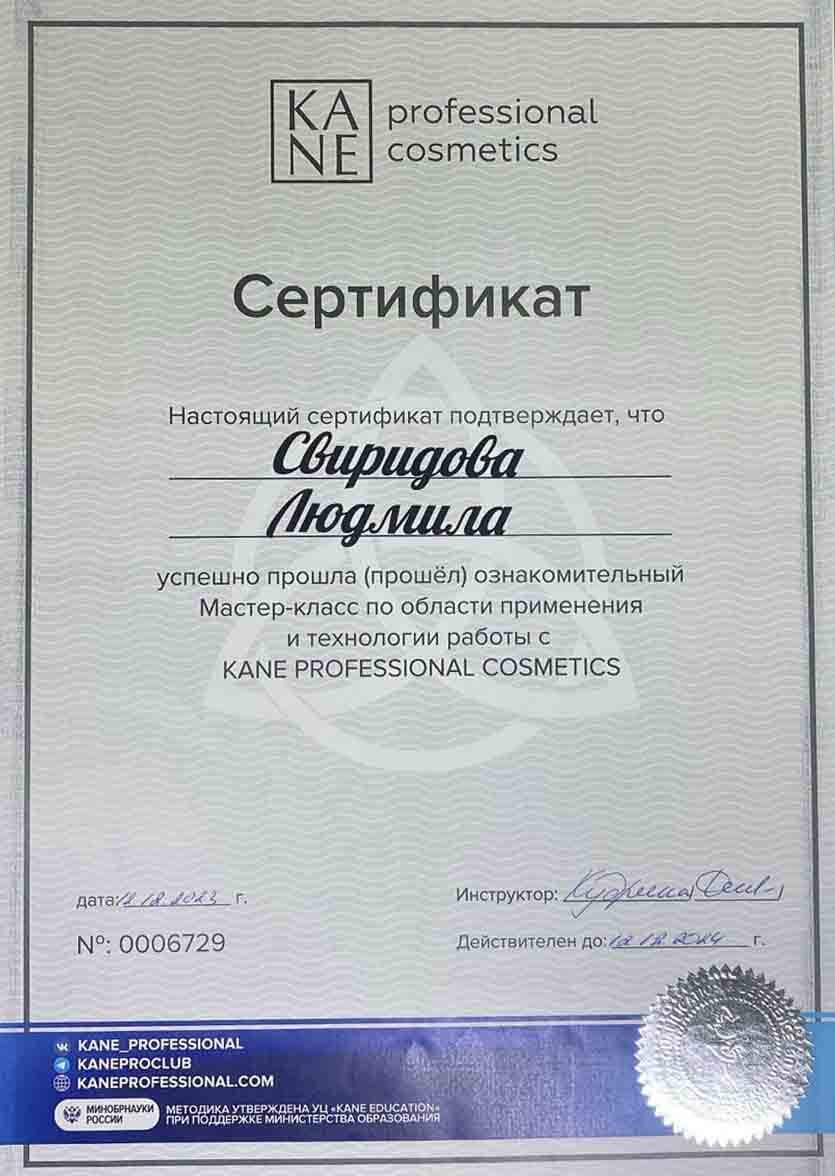 KA
NE
professional
cosmetics
Сертификат
Настоящий сертификат подтверждает, что
Свиридова
Людмила
успешно прошла (прошёл) ознакомительный
Мастер-класс по области применения
и технологии работы с
KANE PROFESSIONAL COSMETICS
дата: 12.12.2023 г.
Инструктор:
Nº: 0006729
Действителен до: 12.12.2024 г.
KANE_PROFESSIONAL
KANEPROCLUB
KANEPROFESSIONAL.COM
МИНОБРНАУКИ
РОССИИ
МЕТОДИКА УТВЕРЖДЕНА УЦ «KANE EDUCATION»
ПРИ ПОДДЕРЖКЕ МИНИСТЕРСТВА ОБРАЗОВАНИЯ